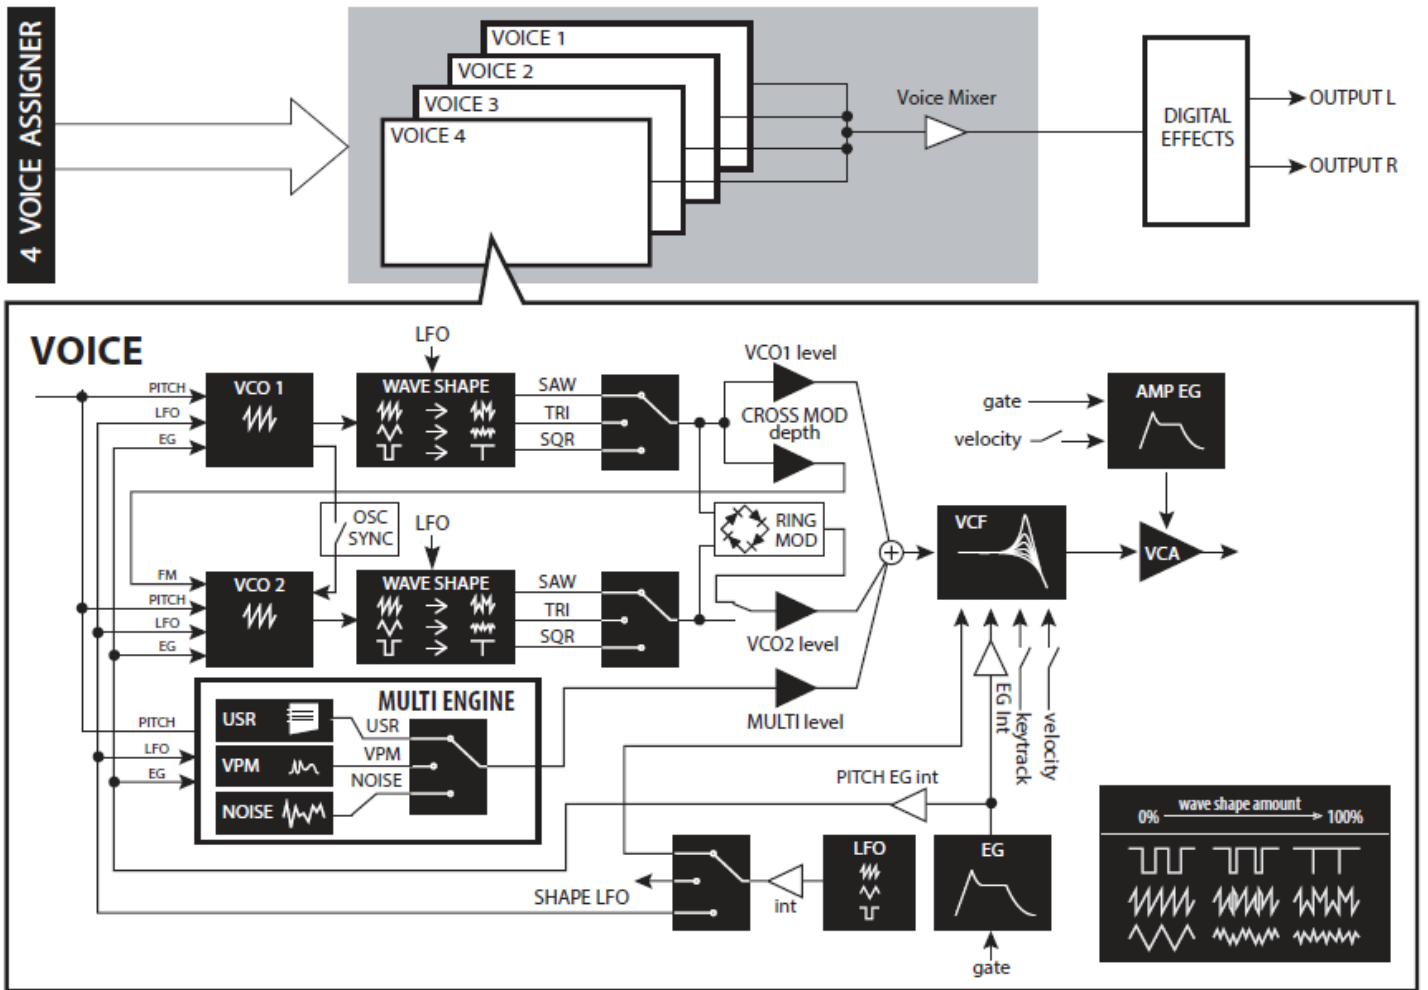 4 VOICE ASSIGNER
VOICE 1
VOICE 2
VOICE 3
VOICE 4
Voice Mixer
DIGITAL
EFFECTS
OUTPUT L
OUTPUT R
VOICE
LFO
PITCH
LFO
EG
VCO 1
WAVE SHAPE
SAW
TRI
SQR
VCO1 level
CROSS MOD
depth
gate
velocity
AMP EG
OSC
SYNC
LFO
RING
MOD
VCF
VCA
FM
PITCH
LFO
EG
VCO 2
WAVE SHAPE
SAW
TRI
SQR
VCO2 level
MULTI ENGINE
PITCH
LFO
EG
USR
VPM
NOISE
USR
VPM
NOISE
MULTI level
EG Int
keytrack
velocity
PITCH EG int
SHAPE LFO
int
LFO
EG
gate
wave shape amount
0%
100%